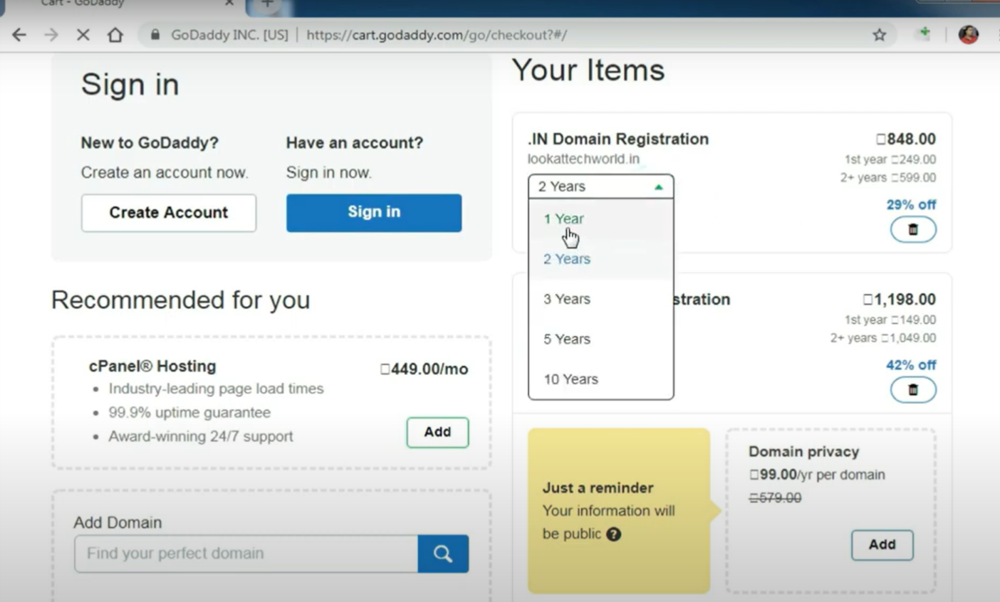 Cart - GoDaddy
GoDaddy INC. [US] | https://cart.godaddy.com/go/checkout?#/
Sign in
New to GoDaddy?
Create an account now.
Create Account
Have an account?
Sign in now.
Sign in
Recommended for you
cPanel® Hosting
□449.00/mo
• Industry-leading page load times
• 99.9% uptime guarantee
• Award-winning 24/7 support
Add
Add Domain
Find your perfect domain
Your Items
.IN Domain Registration
□848.00
lookattechworld.in
1st year □249.00
2+ years □599.00
29% off
2 Years
1 Year
2 Years
3 Years
5 Years
10 Years
stration
□1,198.00
1st year □149.00
2+ years □1,049.00
42% off
Just a reminder
Your information will
be public ?
Domain privacy
□99.00/yr per domain
□579.00
Add